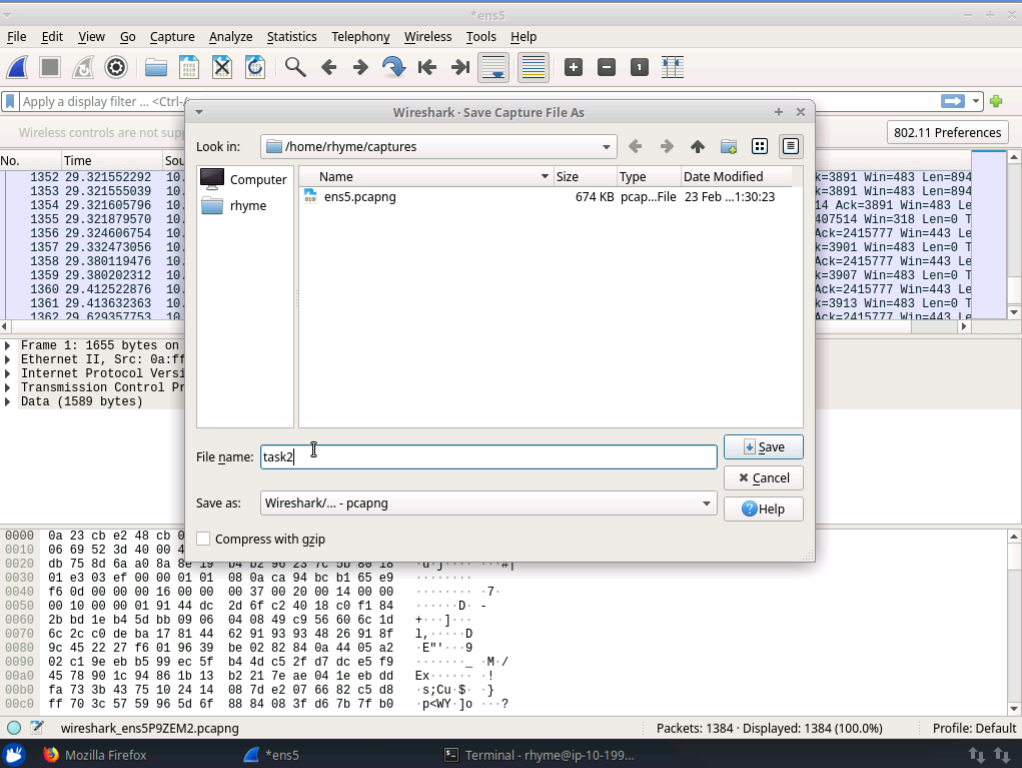 *ens5
File Edit View Go Capture Analyze Statistics Telephony Wireless Tools Help
Apply a display filter ... <Ctrl-/
Wireless controls are not supp
802.11 Preferences
Wireshark · Save Capture File As
Look in: /home/rhyme/captures
Computer
rhyme
Name Size Type Date Modified
ens5.pcapng 674 KB pcap...File 23 Feb ...1:30:23
File name: task2
Save as: Wireshark/... - pcapng
Compress with gzip
Save
Cancel
Help
No. Time Sou
1352 29.321552292 10. k=3891 Win=483 Len=894
1353 29.321555039 10. k=3891 Win=483 Len=894
1354 29.321605796 10. 14 Ack=3891 Win=483 Le
1355 29.321879570 10. 407514 Win=318 Len=0 T
1356 29.324606754 10. Ack=2415777 Win=443 Le
1357 29.332473056 10. k=3901 Win=483 Len=0 T
1358 29.380119476 10. Ack=2415777 Win=443 Le
1359 29.380202312 10. k=3907 Win=483 Len=0 T
1360 29.412522876 10. Ack=2415777 Win=443 Le
1361 29.413632363 10. k=3913 Win=483 Len=0 T
1362 29.629357753 10. Ack=2415777 Win=443 Le
Frame 1: 1655 bytes on
Ethernet II, Src: 0a:ff
Internet Protocol Versi
Transmission Control Pr
Data (1589 bytes)
0000 0a 23 cb e2 48 cb 0
0010 06 69 52 3d 40 00 4
0020 db 75 8d 6a a0 8a 8e 19 b4 b2 96 23 7c 5b 80 18 ·u·j···· ···#|
0030 01 e3 03 ef 00 00 01 01 08 0a ca 94 bc b1 65 e9 ········
0040 f6 0d 00 00 00 16 00 00 00 37 00 20 00 14 00 00 ········ ·7·
0050 00 10 00 00 01 91 44 dc 2d 6f c2 40 18 c0 f1 84 ······D· -
0060 2b bd 1e b4 5d bb 09 06 04 08 49 c9 56 60 6c 1d +···]···
0070 6c 2c c0 de ba 17 81 44 62 91 93 93 48 26 91 8f l,·····D
0080 9c 45 22 27 f6 01 96 39 be 02 82 84 0a 44 05 a2 ·E"'···9
0090 02 c1 9e eb b5 99 ec 5f b4 4d c5 2f d7 dc e5 f9 ·······_ ·M·/
00a0 45 78 90 1c 94 86 1b 13 b2 21 7e ae 04 1e eb dd Ex······ ·!
00b0 fa 73 3b 43 75 10 24 14 08 7d e2 07 66 82 c5 d8 ·s;Cu·$· ·}
00c0 ff 70 3c 57 59 96 5d 6f 88 84 08 3f d6 7b 7f b0 ·p<WY·]o ···?
wireshark_ens5P9ZEM2.pcapng Packets: 1384 · Displayed: 1384 (100.0%) Profile: Default
Mozilla Firefox *ens5 Terminal - rhyme@ip-10-199...